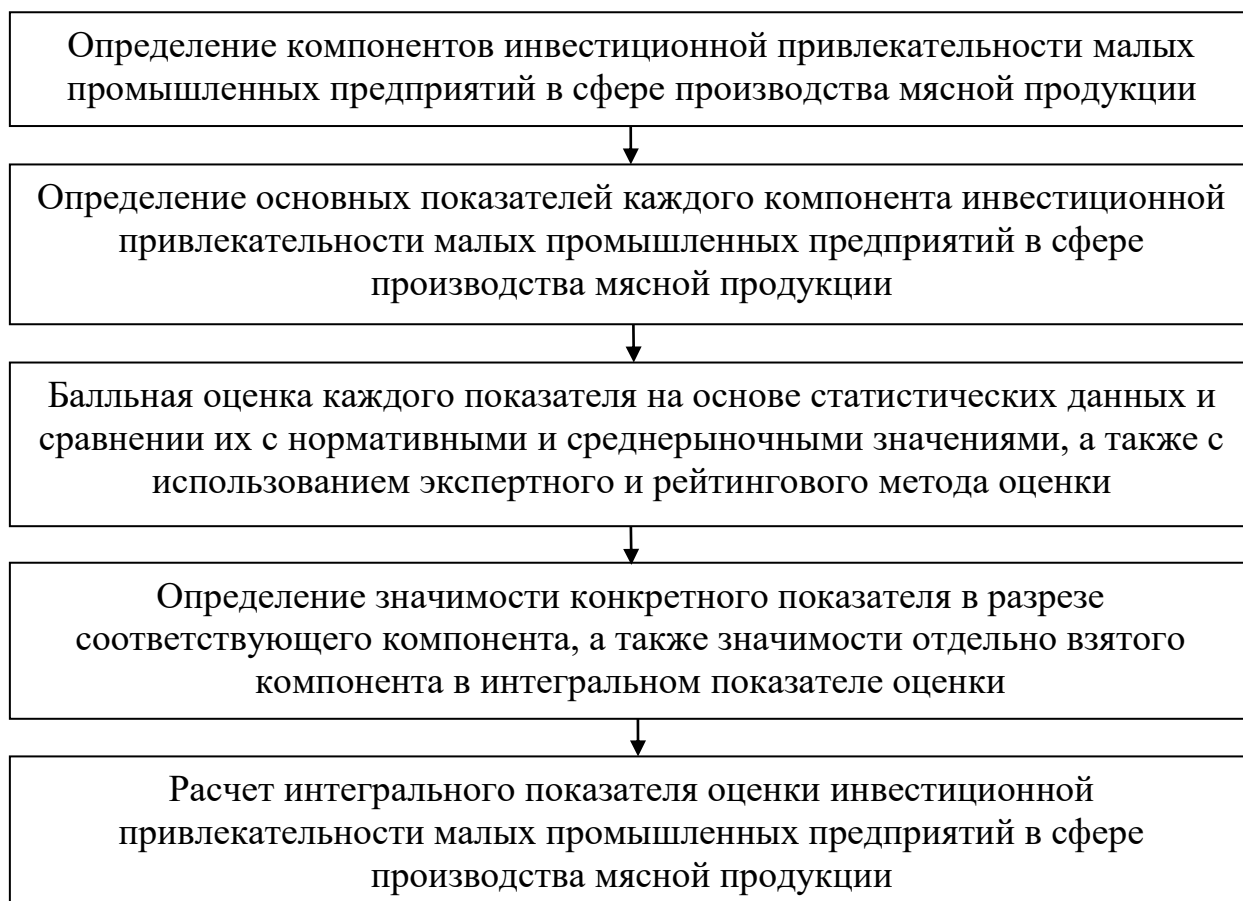 Определение компонентов инвестиционной привлекательности малых
промышленных предприятий в сфере производства мясной продукции
Определение основных показателей каждого компонента инвестиционной
привлекательности малых промышленных предприятий в сфере
производства мясной продукции
Балльная оценка каждого показателя на основе статистических данных и
сравнении их с нормативными и среднерыночными значениями, а также с
использованием экспертного и рейтингового метода оценки
Определение значимости конкретного показателя в разрезе
соответствующего компонента, а также значимости отдельно взятого
компонента в интегральном показателе оценки
Расчет интегрального показателя оценки инвестиционной
привлекательности малых промышленных предприятий в сфере
производства мясной продукции